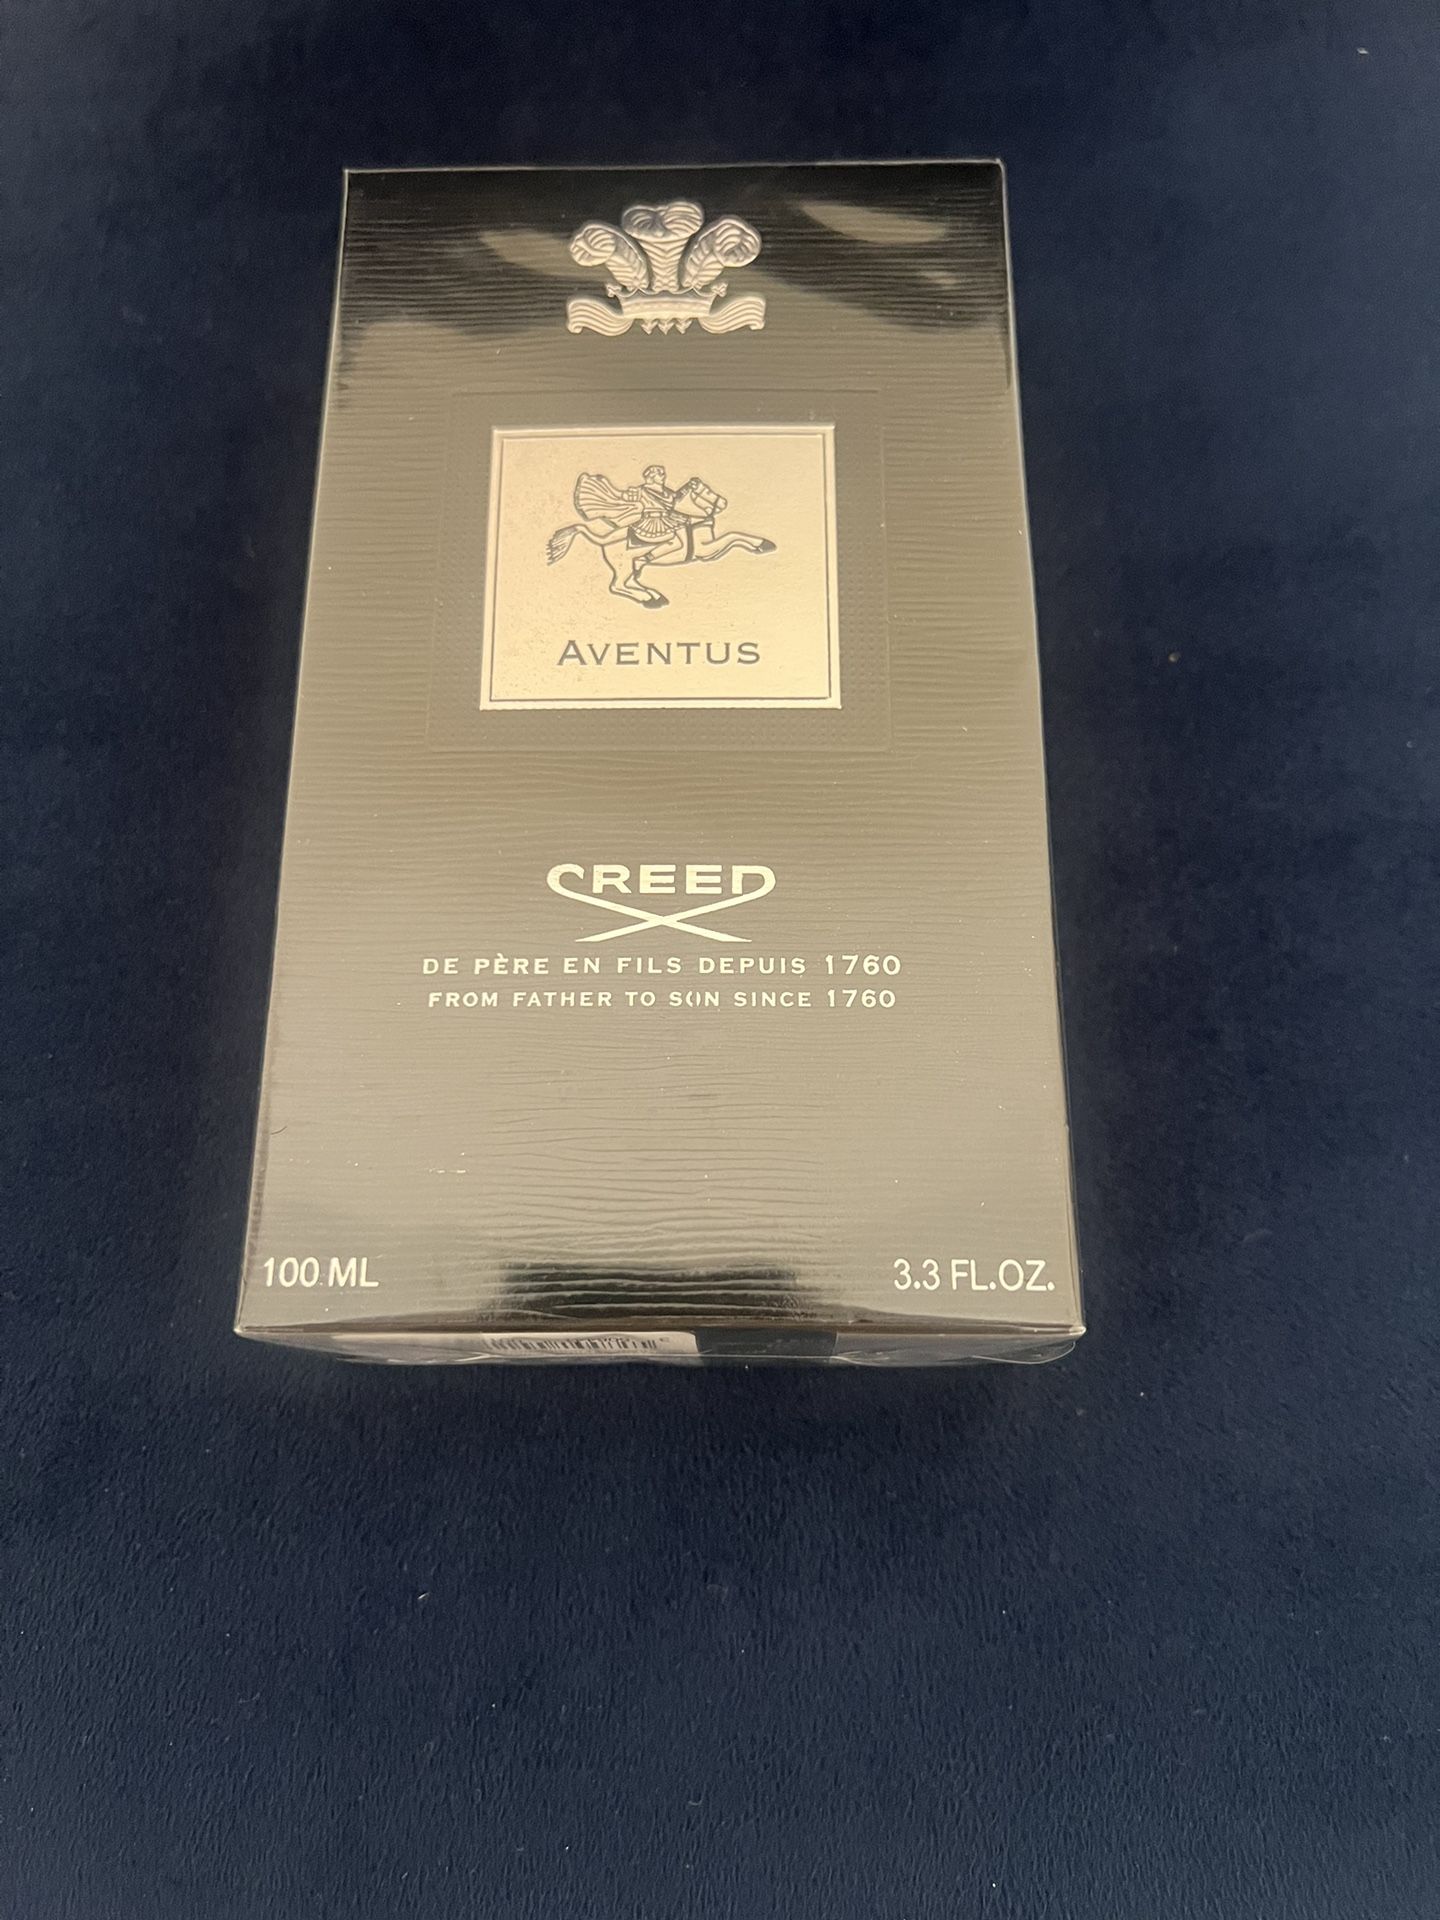 AVENTUS
CREED
DE PÈRE EN FILS DEPUIS 1760
FROM FATHER TO SON SINCE 1760
100 ML
3.3 FL.OZ.